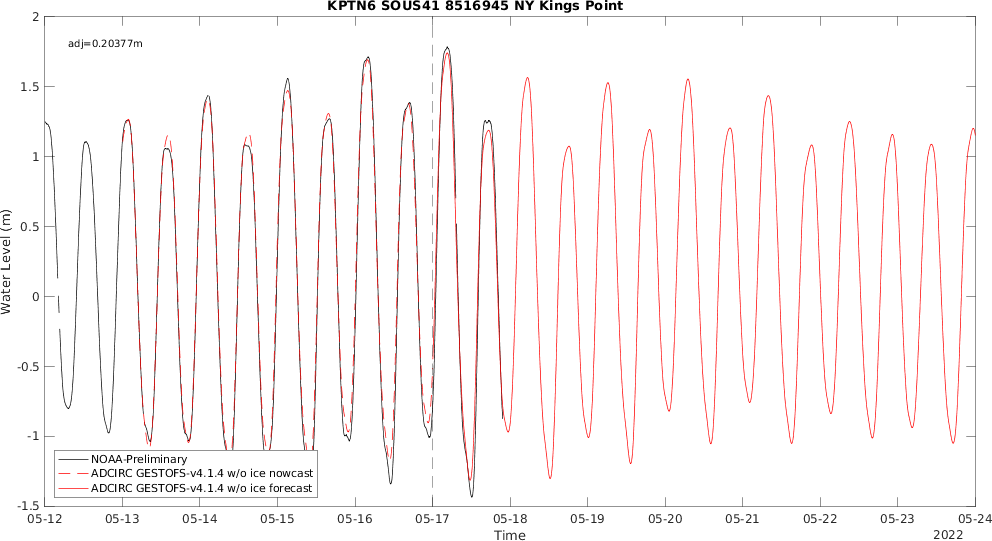 KPTN6 SOUS41 8516945 NY Kings Point
adj=0.20377m
Water Level (m)
2
1.5
1
0.5
0
-0.5
-1
-1.5
NOAA-Preliminary
ADCIRC GESTOFS-v4.1.4 w/o ice nowcast
ADCIRC GESTOFS-v4.1.4 w/o ice forecast
05-12 05-13 05-14 05-15 05-16 05-17 05-18 05-19 05-20 05-21 05-22 05-23 05-24
Time
2022